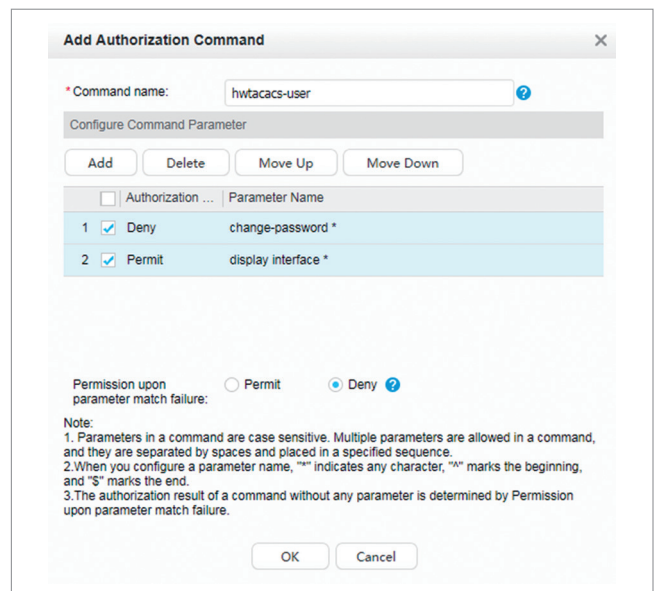 Add Authorization Command
* Command name: hwtacacs-user
Configure Command Parameter
Add Delete Move Up Move Down
Authorization ... Parameter Name
1 Deny change-password *
2 Permit display interface *
Permission upon
parameter match failure: Permit Deny
Note:
1. Parameters in a command are case sensitive. Multiple parameters are allowed in a command,
and they are separated by spaces and placed in a specified sequence.
2.When you configure a parameter name, "*" indicates any character, "^" marks the beginning,
and "$" marks the end.
3.The authorization result of a command without any parameter is determined by Permission
upon parameter match failure.
OK Cancel